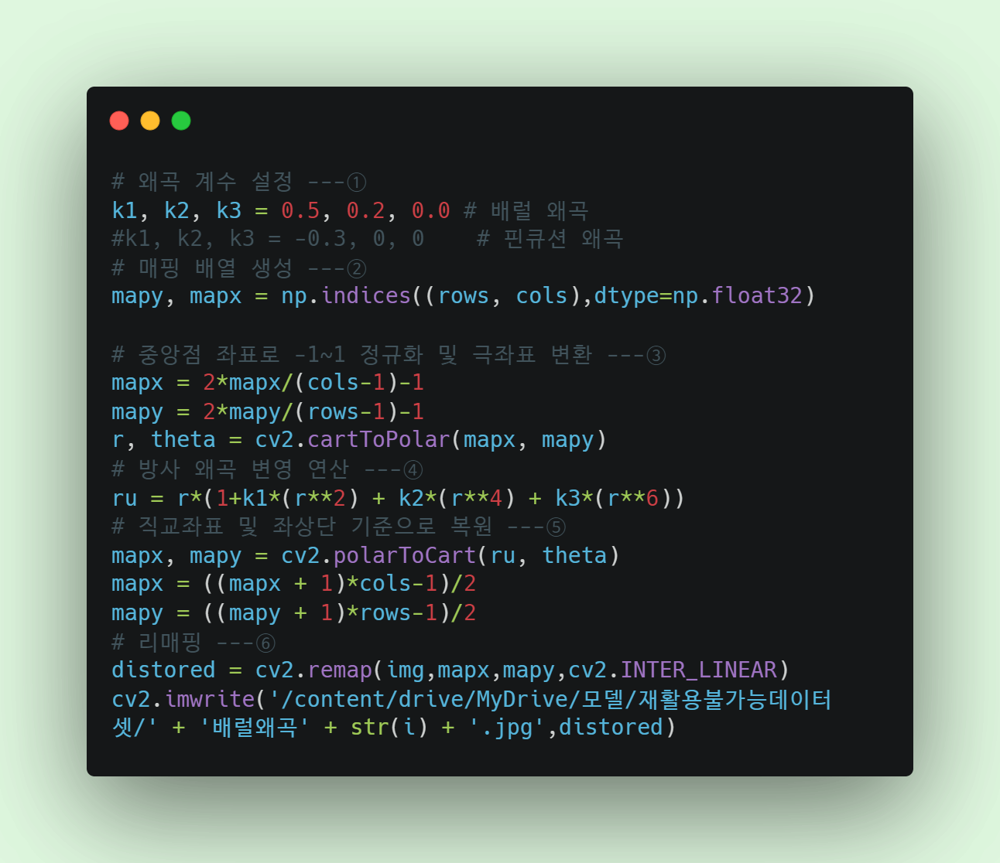 # 왜곡 계수 설정 ---①
k1, k2, k3 = 0.5, 0.2, 0.0 # 배럴 왜곡
#k1, k2, k3 = -0.3, 0, 0    # 핀큐션 왜곡
# 매핑 배열 생성 ---②
mapy, mapx = np.indices((rows, cols),dtype=np.float32)
# 중앙점 좌표로 -1~1 정규화 및 극좌표 변환 ---③
mapx = 2*mapx/(cols-1)-1
mapy = 2*mapy/(rows-1)-1
r, theta = cv2.cartToPolar(mapx, mapy)
# 방사 왜곡 변영 연산 ---④
ru = r*(1+k1*(r**2) + k2*(r**4) + k3*(r**6))
# 직교좌표 및 좌상단 기준으로 복원 ---⑤
mapx, mapy = cv2.polarToCart(ru, theta)
mapx = ((mapx + 1)*cols-1)/2
mapy = ((mapy + 1)*rows-1)/2
# 리매핑 ---⑥
distored = cv2.remap(img,mapx,mapy,cv2.INTER_LINEAR)
cv2.imwrite('/content/drive/MyDrive/모델/재활용불가능데이터
셋/' + '배럴왜곡' + str(i) + '.jpg',distored)